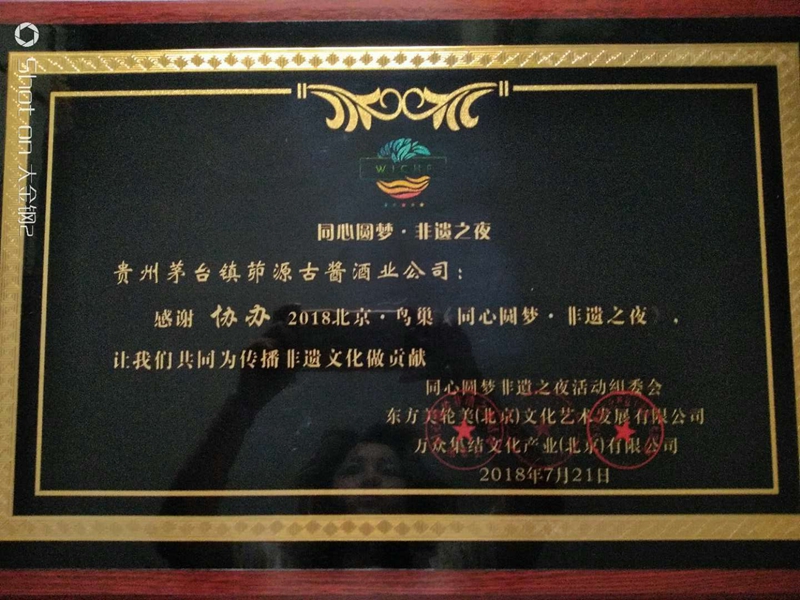 Shot on 大金钢2
WICHE
同心圆梦·非遗之夜
贵州茅台镇茆源古酱酒业公司:
感谢 协办 2018北京·鸟巢《同心圆梦·非遗之夜》,
让我们共同为传播非遗文化做贡献
同心圆梦非遗之夜活动组委会
东方美轮美(北京)文化艺术发展有限公司
万众集结文化产业(北京)有限公司
2018年7月21日